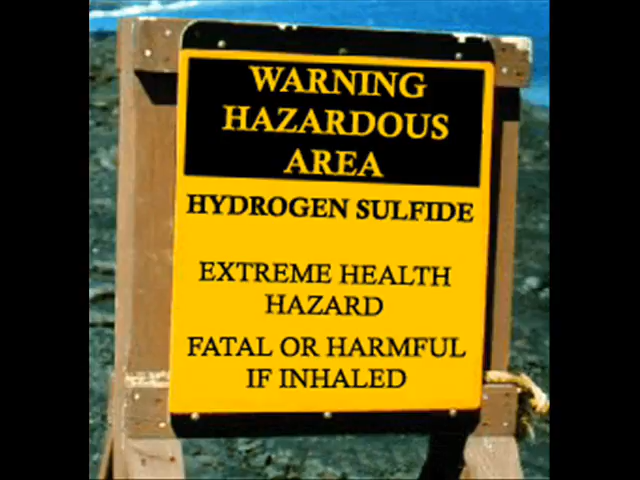 WARNING
HAZARDOUS
AREA
HYDROGEN SULFIDE
EXTREME HEALTH
HAZARD
FATAL OR HARMFUL
IF INHALED